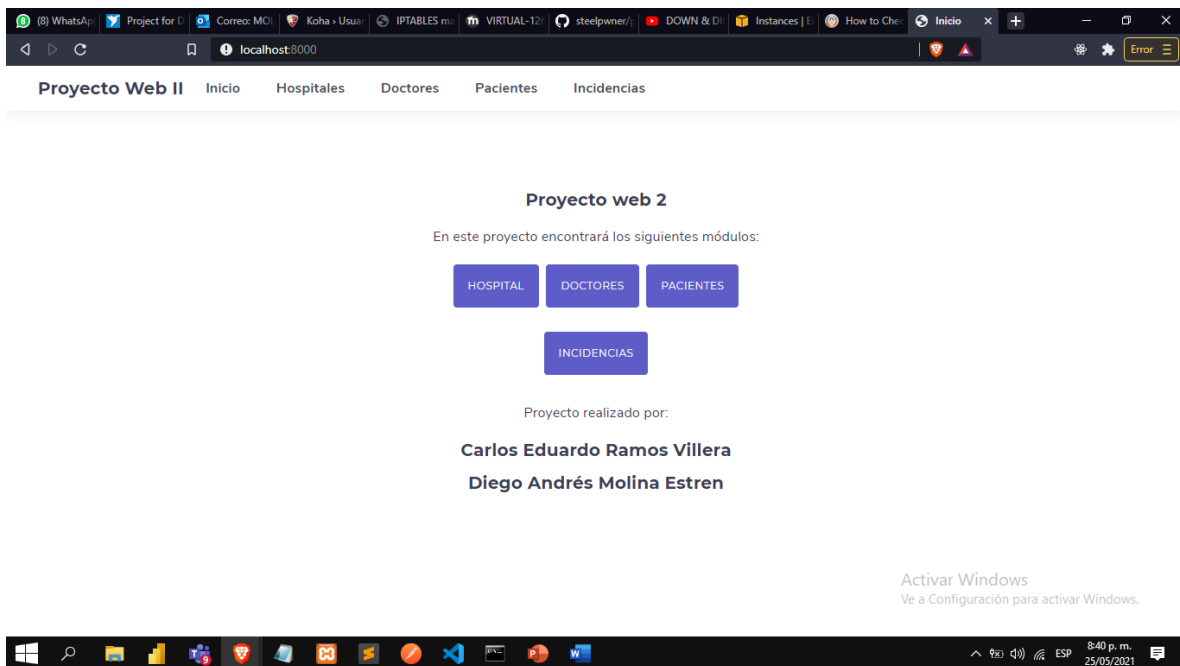 (8) WhatsAp
Project for D
Correo: MOL
Koha › Usuar
IPTABLES ma
VIRTUAL-126
steelpwner/p
DOWN & DI
Instances | E
How to Chec
Inicio
localhost:8000
Error
Proyecto Web II Inicio Hospitales Doctores Pacientes Incidencias
Proyecto web 2
En este proyecto encontrará los siguientes módulos:
HOSPITAL DOCTORES PACIENTES
INCIDENCIAS
Proyecto realizado por:
Carlos Eduardo Ramos Villera
Diego Andrés Molina Estren
Activar Windows
Ve a Configuración para activar Windows.
ESP
8:40 p. m.
25/05/2021